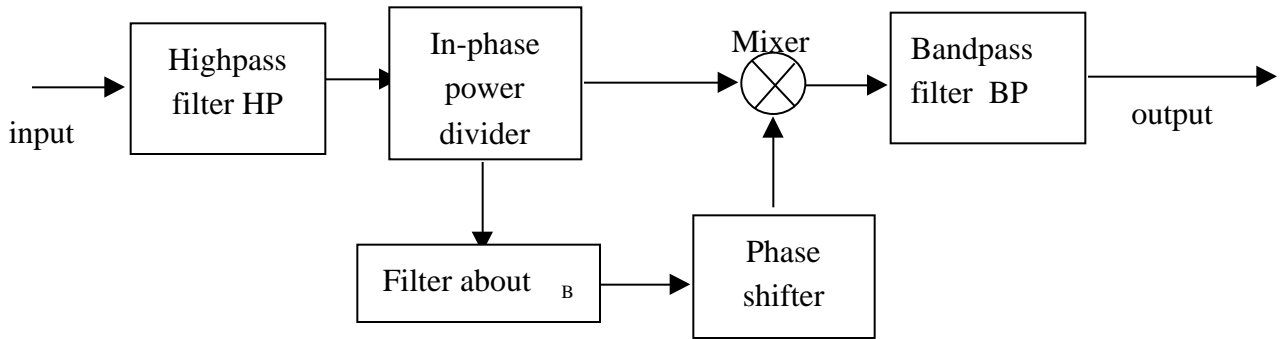 input
Highpass
filter HP
In-phase
power
divider
Mixer
Bandpass
filter BP
output
Filter about B
Phase
shifter